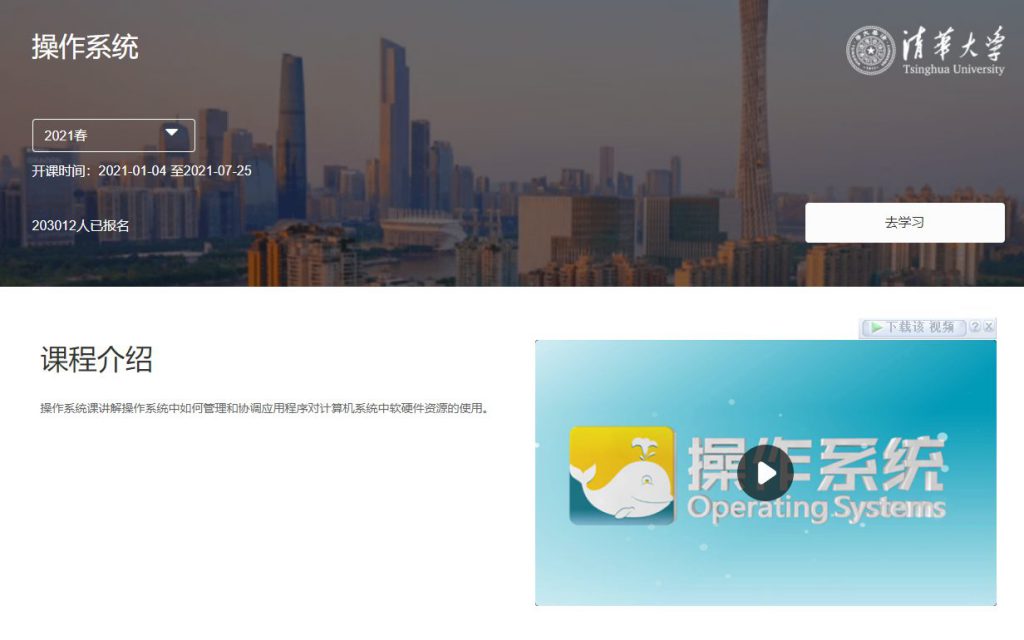 操作系统
清华大学
Tsinghua University
2021春
开课时间：2021-01-04 至2021-07-25
203012人已报名
去学习
课程介绍
操作系统课讲解操作系统中如何管理和协调应用程序对计算机系统中软硬件资源的使用。
下载该 视频 ? X
操作系统
Operating Systems